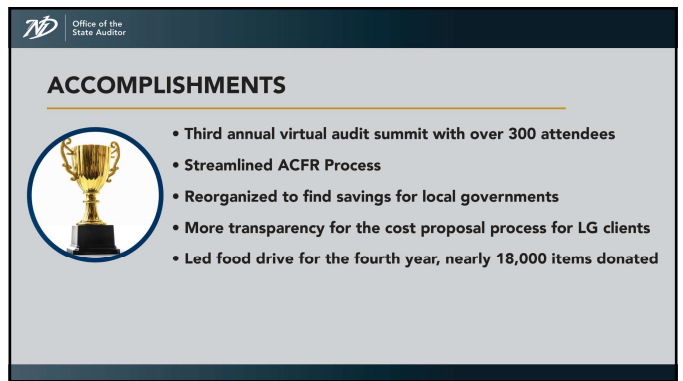 ND
Office of the
State Auditor
ACCOMPLISHMENTS
• Third annual virtual audit summit with over 300 attendees
• Streamlined ACFR Process
• Reorganized to find savings for local governments
• More transparency for the cost proposal process for LG clients
• Led food drive for the fourth year, nearly 18,000 items donated